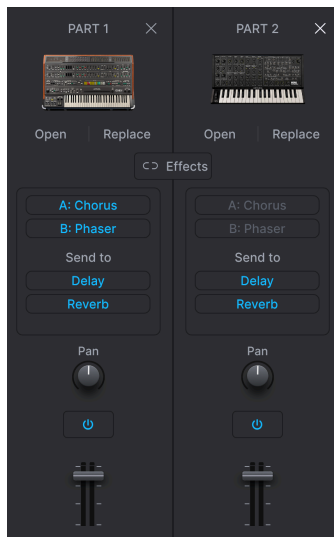 PART 1
PART 2
Open
Replace
Open
Replace
Effects
A: Chorus
B: Phaser
Send to
Delay
Reverb
A: Chorus
B: Phaser
Send to
Delay
Reverb
Pan
Pan